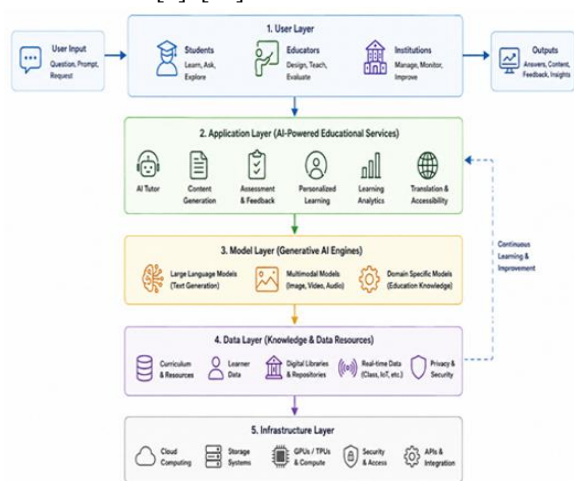 1. User Layer
User Input
Question, Prompt,
Request
Students
Learn, Ask,
Explore
Educators
Design, Teach,
Evaluate
Institutions
Manage, Monitor,
Improve
Outputs
Answers, Content,
Feedback, Insights
2. Application Layer (AI-Powered Educational Services)
AI Tutor
Content
Generation
Assessment
& Feedback
Personalized
Learning
Learning
Analytics
Translation &
Accessibility
Continuous
Learning &
Improvement
3. Model Layer (Generative AI Engines)
Large Language Models
(Text Generation)
Multimodal Models
(Image, Video, Audio)
Domain Specific Models
(Education Knowledge)
4. Data Layer (Knowledge & Data Resources)
Curriculum
& Resources
Learner
Data
Digital Libraries
& Repositories
Real-time Data
(Class, IoT, etc.)
Privacy &
Security
5. Infrastructure Layer
Cloud
Computing
Storage
Systems
GPUs / TPUs
& Compute
Security
& Access
APIs &
Integration